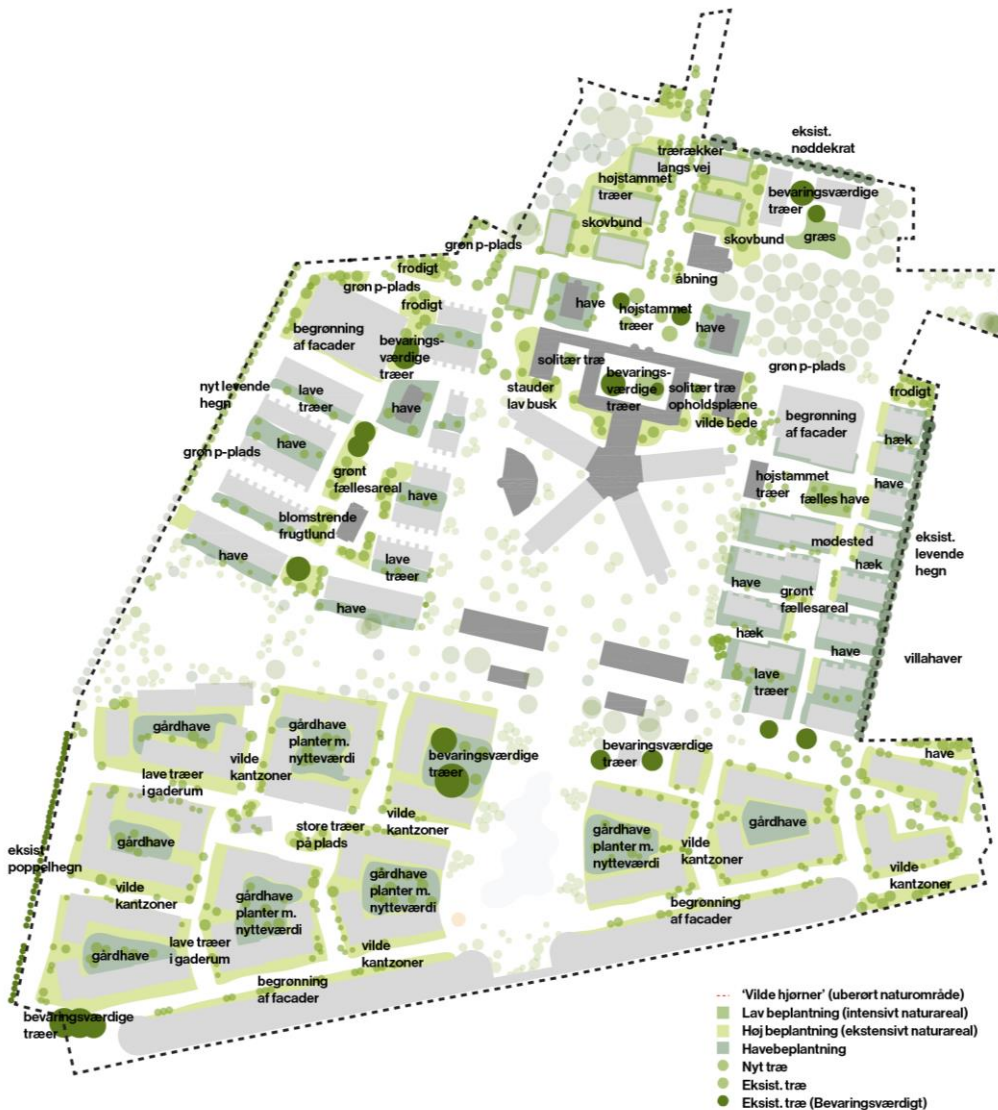 eksist.
nøddekrat
trærækker
langs vej
højstammet
træer
bevaringsværdige
træer
skovbund
skovbund
græs
grøn p-plads
åbning
frodigt
grøn p-plads
frodigt
have
højstammet
træer
have
begrønning
af facader
bevarings-
værdige
træer
solitær træ
bevarings-
værdige
træer
solitær træ
opholdsplæne
vilde bede
stauder
lav busk
grøn p-plads
nyt levende
hegn
lave
træer
have
frodigt
begrønning
af facader
hæk
grøn p-plads
have
grønt
fællesareal
have
højstammet
træer
fælles have
have
blomstrende
frugtlund
mødested
hæk
eksist.
levende
hegn
have
lave
træer
have
have
grønt
fællesareal
hæk
have
villahaver
lave
træer
gårdhave
gårdhave
planter m.
nytteværdi
bevaringsværdige
træer
bevaringsværdige
træer
have
vilde
kantzoner
lave træer
i gaderum
vilde
kantzoner
store træer
på plads
gårdhave
gårdhave
planter m.
nytteværdi
vilde
kantzoner
gårdhave
eksist.
poppelhegn
vilde
kantzoner
gårdhave
planter m.
nytteværdi
gårdhave
planter m.
nytteværdi
vilde
kantzoner
begrønning
af facader
gårdhave
lave træer
i gaderum
vilde
kantzoner
begrønning
af facader
bevaringsværdige
træer
'Vilde hjørner' (uberørt naturområde)
Lav beplantning (intensivt naturareal)
Høj beplantning (ekstensivt naturareal)
Havebeplantning
Nyt træ
Eksist. træ
Eksist. træ (Bevaringsværdigt)